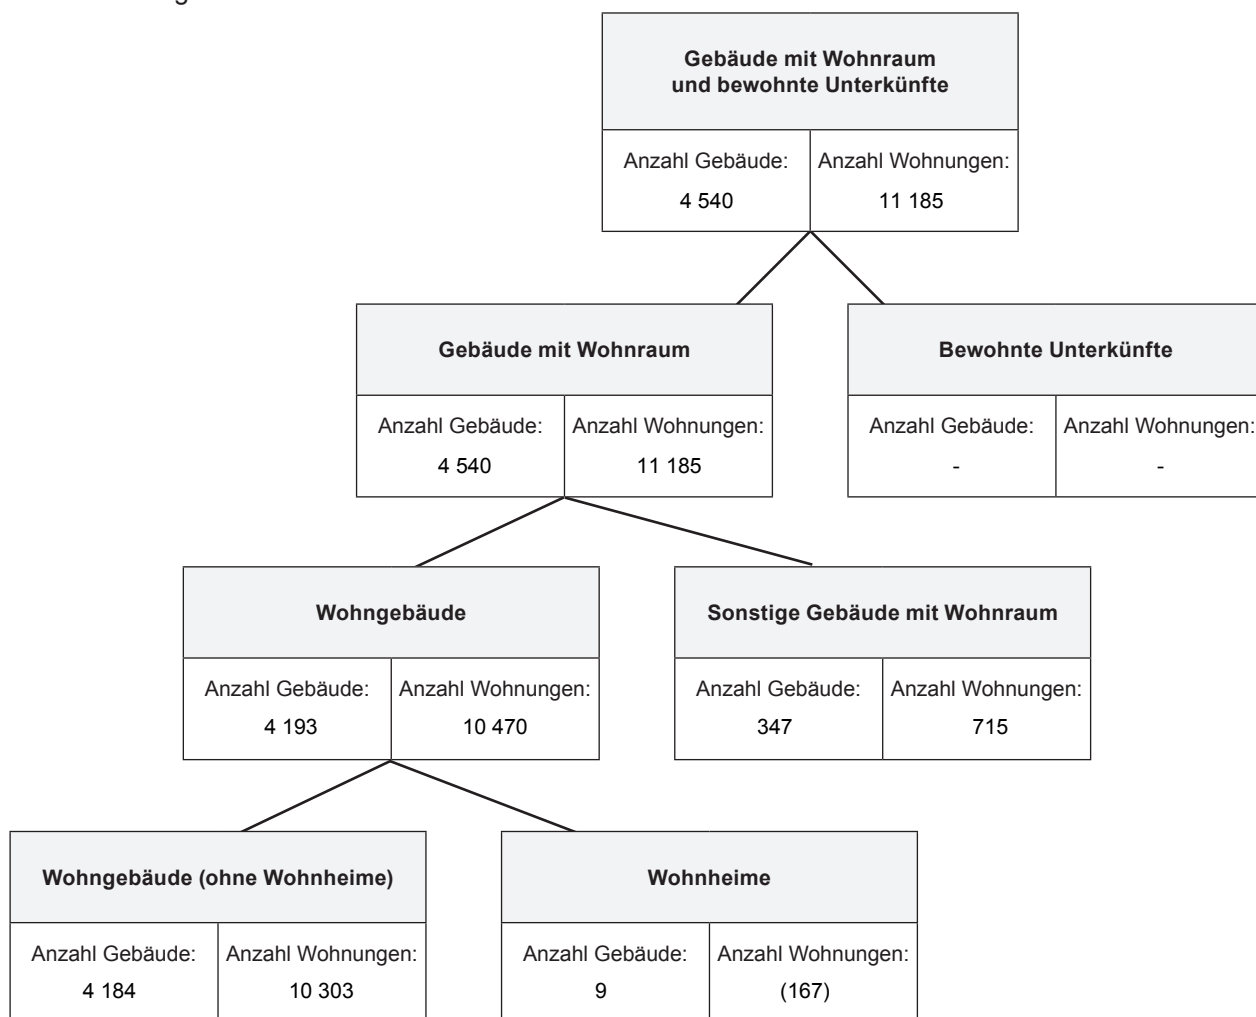 Gebäude mit Wohnraum
und bewohnte Unterkünfte
Anzahl Gebäude: Anzahl Wohnungen:
4 540 11 185
Gebäude mit Wohnraum
Anzahl Gebäude: Anzahl Wohnungen:
4 540 11 185
Bewohnte Unterkünfte
Anzahl Gebäude: Anzahl Wohnungen:
- -
Wohngebäude
Anzahl Gebäude: Anzahl Wohnungen:
4 193 10 470
Sonstige Gebäude mit Wohnraum
Anzahl Gebäude: Anzahl Wohnungen:
347 715
Wohngebäude (ohne Wohnheime)
Anzahl Gebäude: Anzahl Wohnungen:
4 184 10 303
Wohnheime
Anzahl Gebäude: Anzahl Wohnungen:
9 (167)